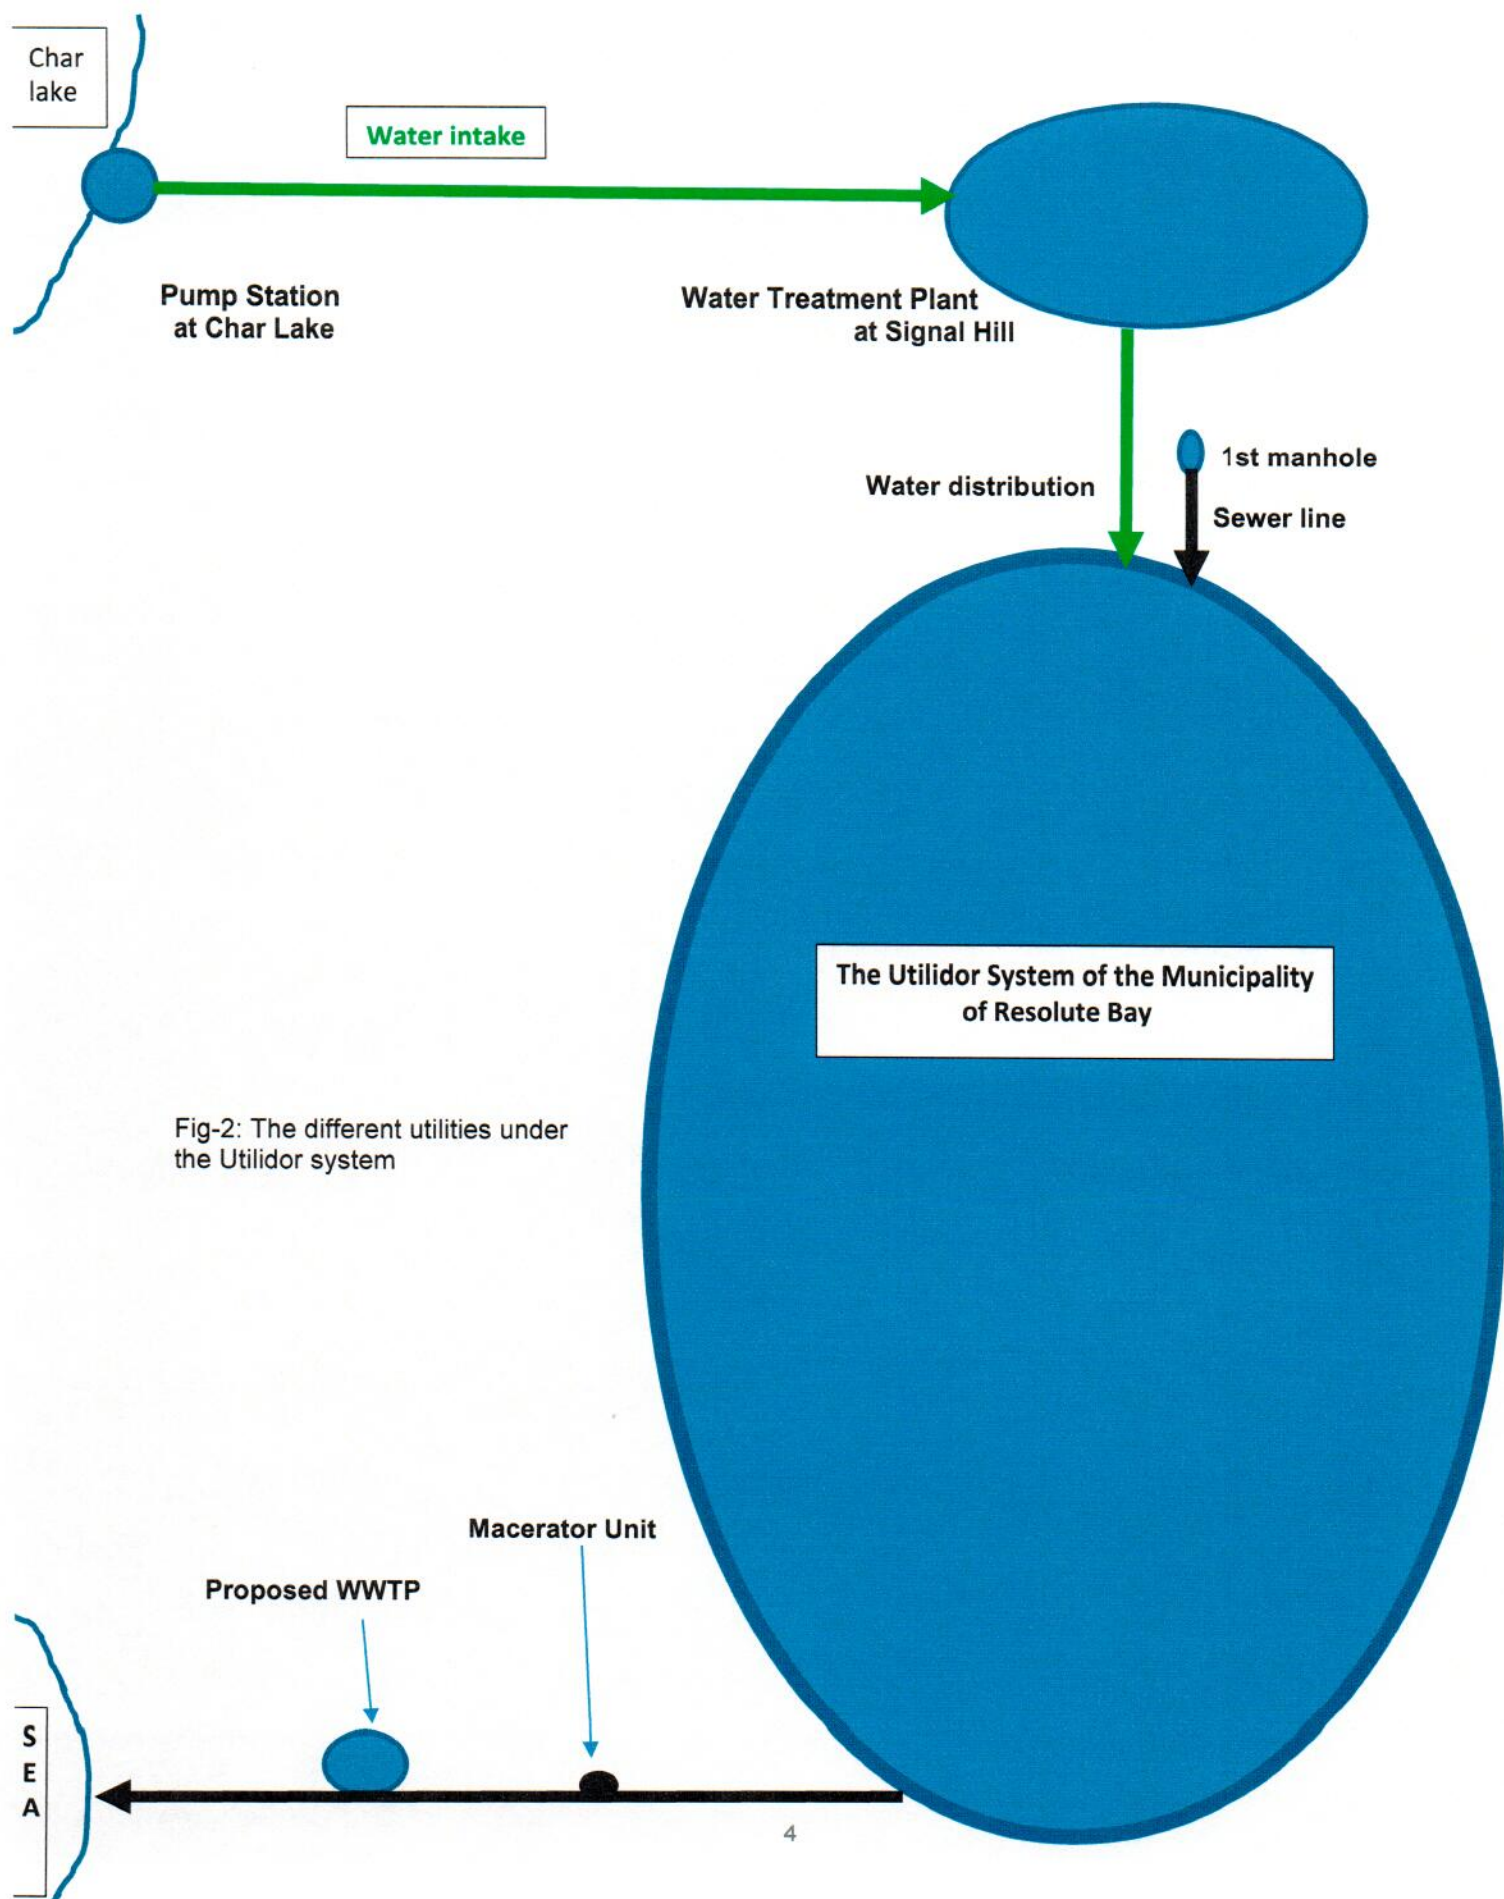 Char
lake
Water intake
Pump Station
at Char Lake
Water Treatment Plant
at Signal Hill
1st manhole
Water distribution
Sewer line
The Utilidor System of the Municipality
of Resolute Bay
Fig-2: The different utilities under
the Utilidor system
Macerator Unit
Proposed WWTP
S
E
A
4